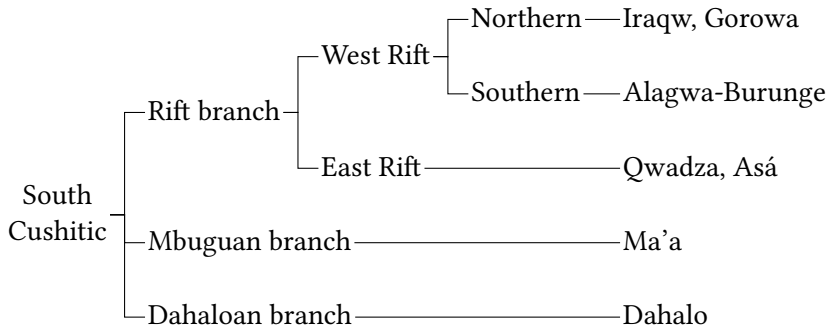 Northern
Iraqw, Gorowa
West Rift
Southern
Alagwa-Burunge
Rift branch
East Rift
Qwadza, Asá
South
Cushitic
Mbuguan branch
Ma'a
Dahaloan branch
Dahalo